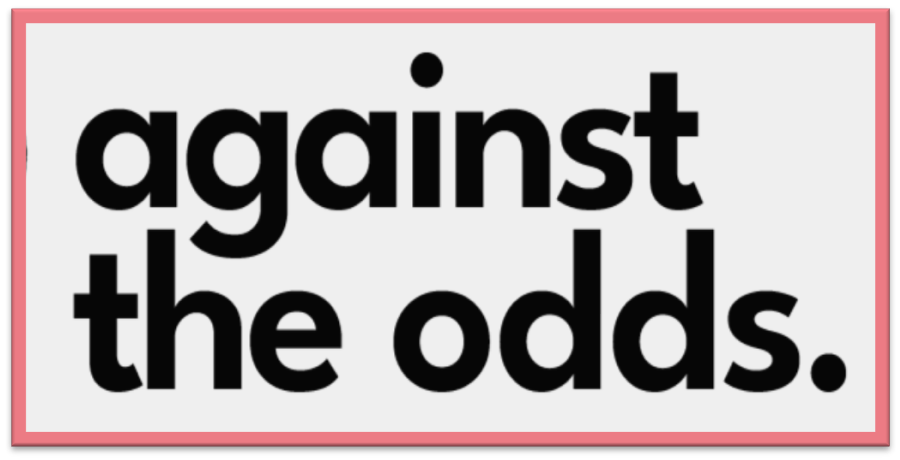 against
the odds.